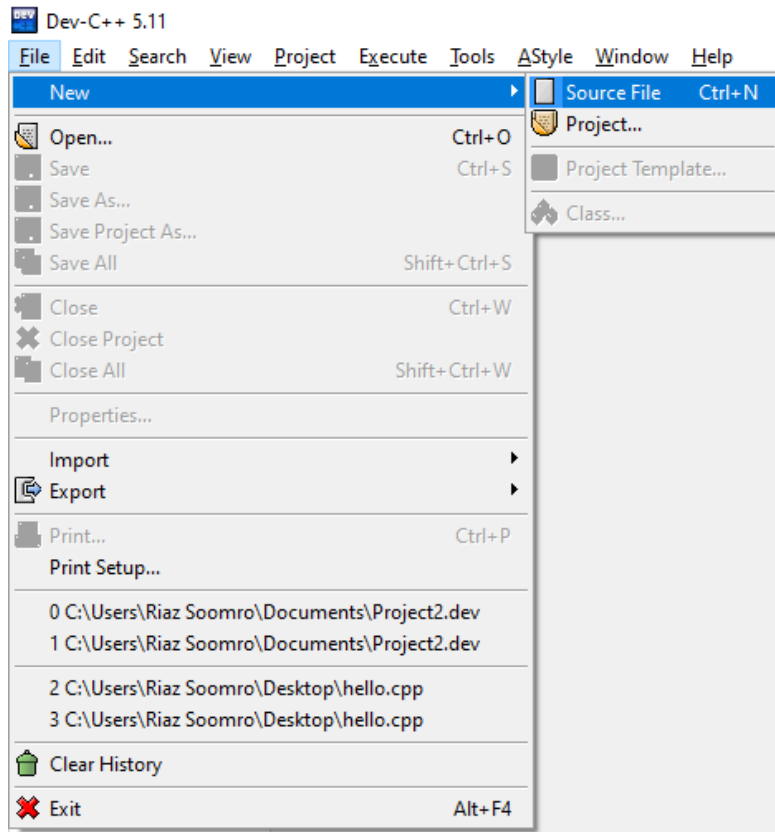 Dev-C++ 5.11
File Edit Search View Project Execute Tools AStyle Window Help
New
Source File Ctrl+N
Project...
Project Template...
Class...
Open... Ctrl+O
Save Ctrl+S
Save As...
Save Project As...
Save All Shift+Ctrl+S
Close Ctrl+W
Close Project
Close All Shift+Ctrl+W
Properties...
Import
Export
Print... Ctrl+P
Print Setup...
0 C:\Users\Riaz Soomro\Documents\Project2.dev
1 C:\Users\Riaz Soomro\Documents\Project2.dev
2 C:\Users\Riaz Soomro\Desktop\hello.cpp
3 C:\Users\Riaz Soomro\Desktop\hello.cpp
Clear History
Exit Alt+F4